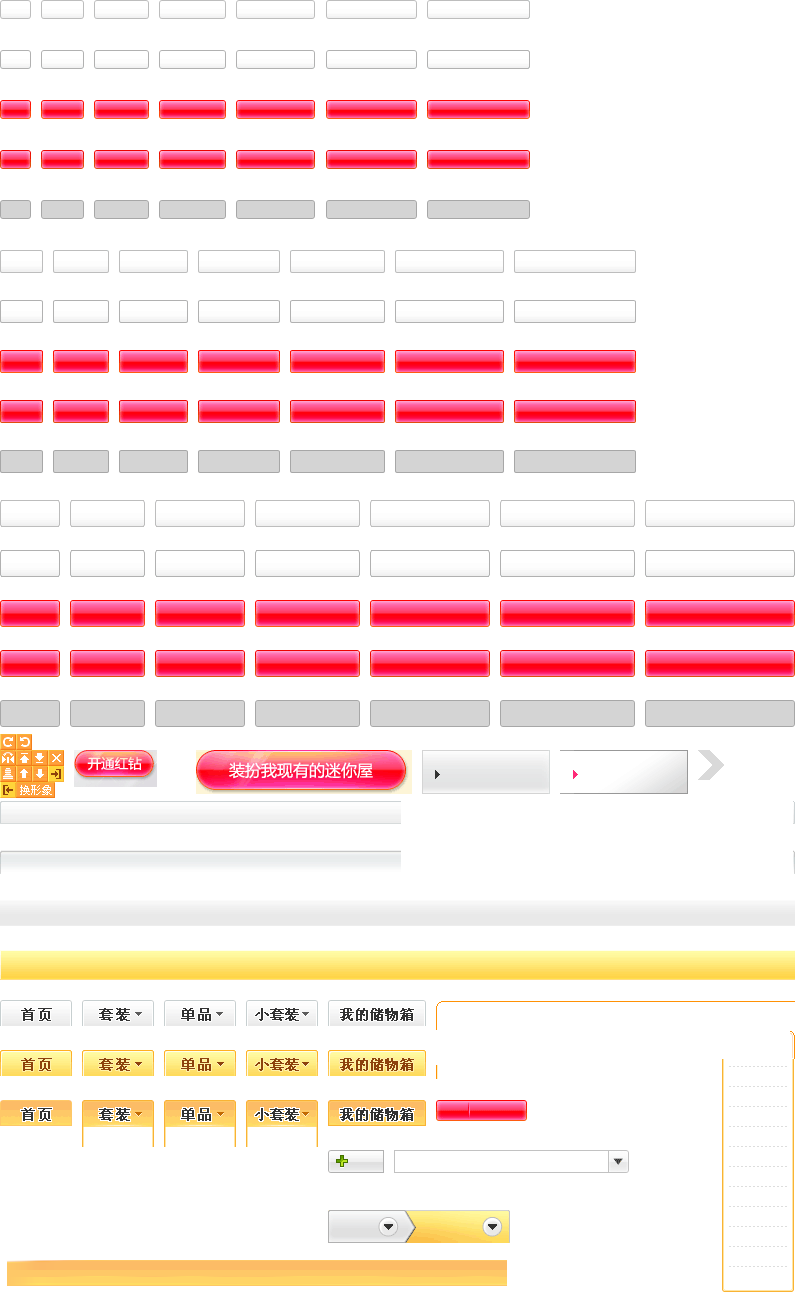 开通红钻
装扮我现有的迷你屋
换形象
首页 套装 单品 小套装 我的储物箱
首页 套装 单品 小套装 我的储物箱
首页 套装 单品 小套装 我的储物箱